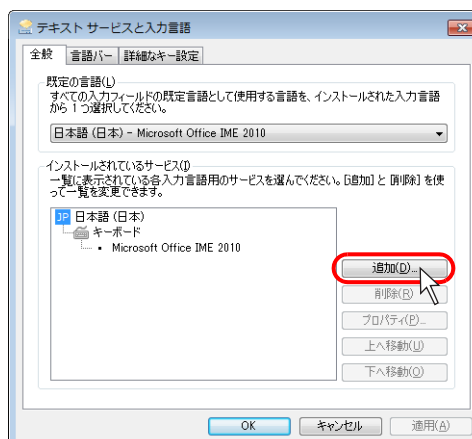 テキスト サービスと入力言語
全般 言語バー 詳細なキー設定
既定の言語(L)
すべての入力フィールドの既定言語として使用する言語を、インストールされた入力言語
から 1 つ選択してください。
日本語 (日本) - Microsoft Office IME 2010
インストールされているサービス(I)
一覧に表示されている各入力言語用のサービスを選んでください。[追加] と [削除] を使
って一覧を変更できます。
JP 日本語 (日本)
キーボード
• Microsoft Office IME 2010
追加(D)...
削除(R)
プロパティ(P)...
上へ移動(U)
下へ移動(O)
OK キャンセル 適用(A)